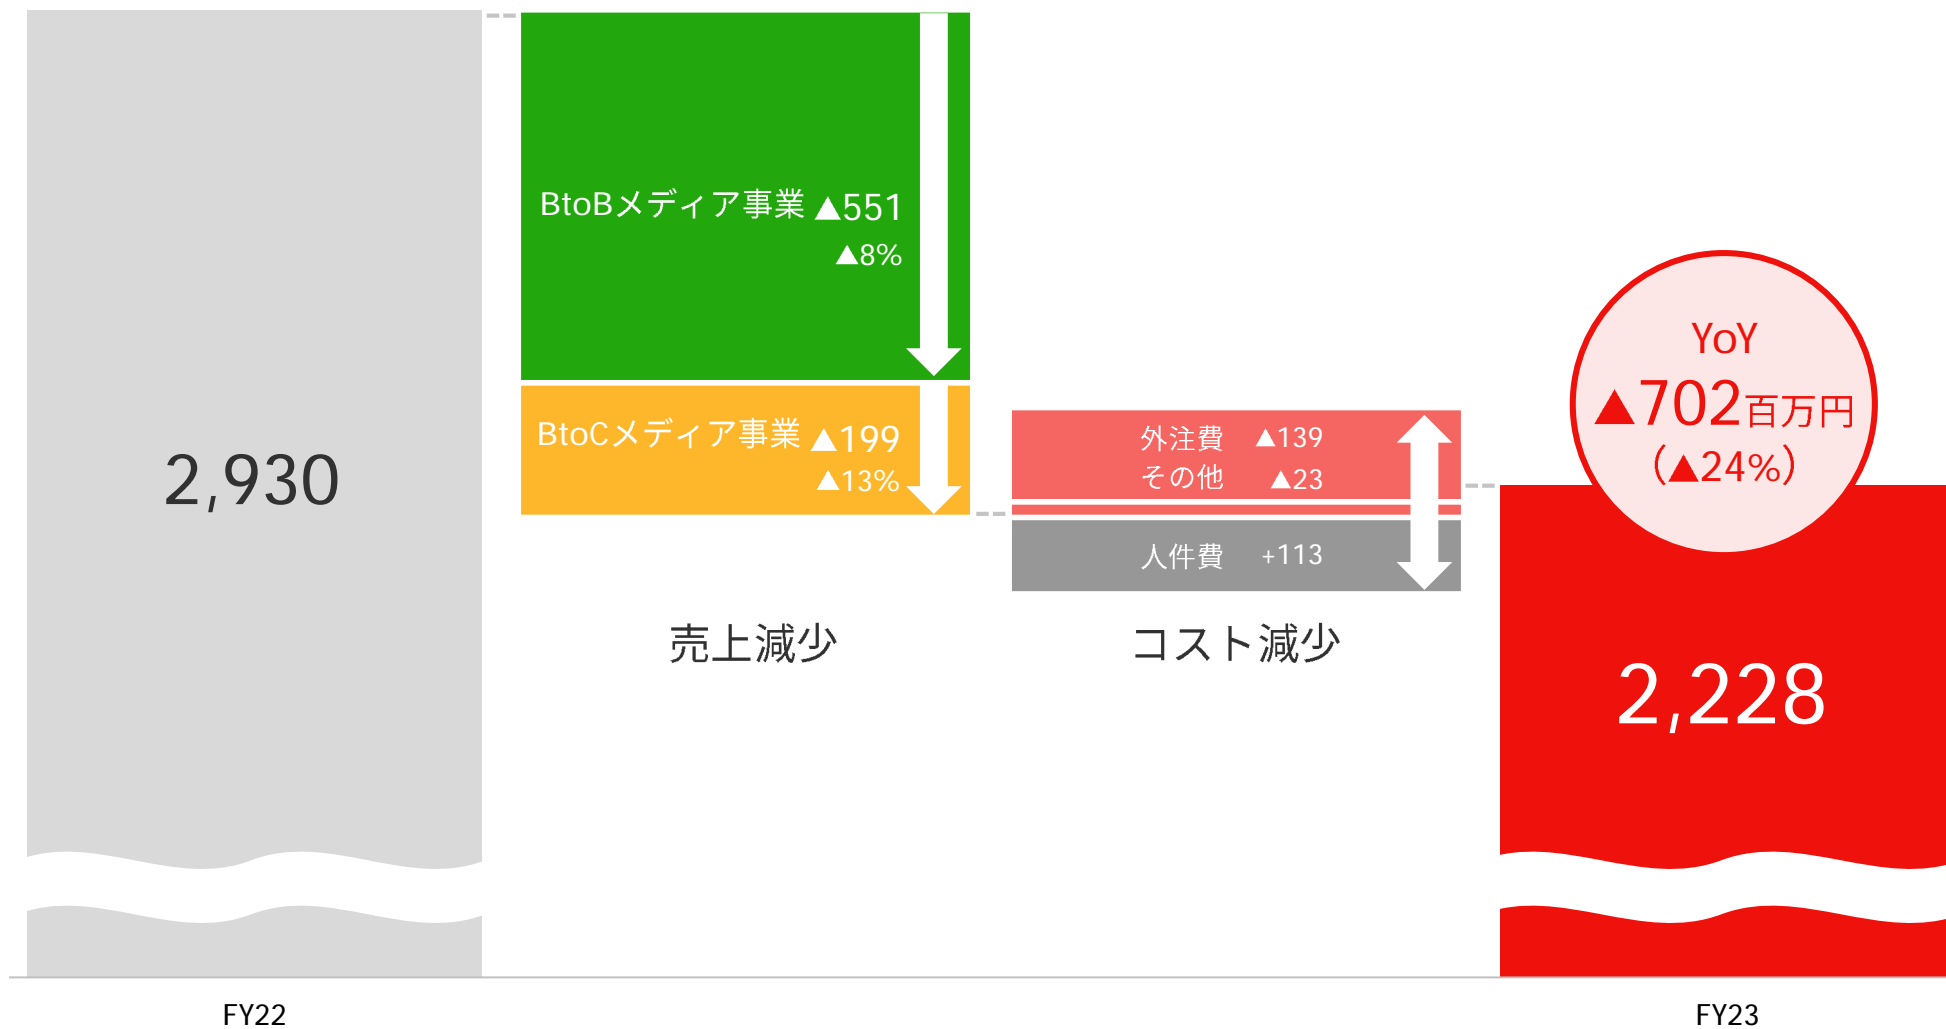 2,930
BtoBメディア事業 ▲551
▲8%
BtoCメディア事業 ▲199
▲13%
売上減少
外注費 ▲139
その他 ▲23
人件費 +113
コスト減少
YoY
▲702百万円
(▲24%)
2,228
FY22
FY23